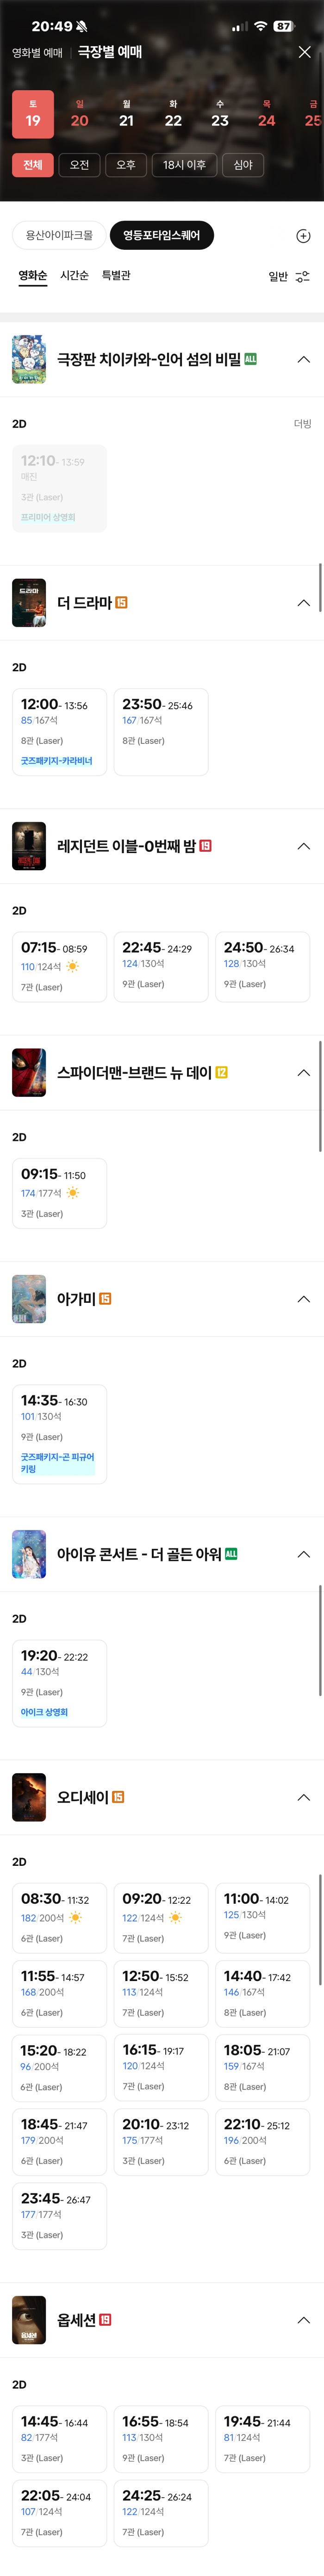 20:49
87
영화별 예매 | 극장별 예매
토 일 월 화 수 목 금
19 20 21 22 23 24 25
전체 오전 오후 18시 이후 심야
용산아이파크몰 영등포타임스퀘어
영화순 시간순 특별관 일반
극장판 치이카와-인어 섬의 비밀 ALL
2D 더빙
12:10 - 13:59
매진
3관 (Laser)
프리미어 상영회
드라마
더 드라마 15
2D
12:00 - 13:56
85/167석
8관 (Laser)
굿즈패키지-카라비너
23:50 - 25:46
167/167석
8관 (Laser)
레지던트 이블-0번째 밤 19
2D
07:15 - 08:59
110/124석
7관 (Laser)
22:45 - 24:29
124/130석
9관 (Laser)
24:50 - 26:34
128/130석
9관 (Laser)
스파이더맨-브랜드 뉴 데이 12
2D
09:15 - 11:50
174/177석
3관 (Laser)
아가미 15
2D
14:35 - 16:30
101/130석
9관 (Laser)
굿즈패키지-곤 피규어
키링
아이유 콘서트 - 더 골든 아워 ALL
2D
19:20 - 22:22
44/130석
9관 (Laser)
아이크 상영회
오디세이 15
2D
08:30 - 11:32
182/200석
6관 (Laser)
09:20 - 12:22
122/124석
7관 (Laser)
11:00 - 14:02
125/130석
9관 (Laser)
11:55 - 14:57
168/200석
6관 (Laser)
12:50 - 15:52
113/124석
7관 (Laser)
14:40 - 17:42
146/167석
8관 (Laser)
15:20 - 18:22
96/200석
6관 (Laser)
16:15 - 19:17
120/124석
7관 (Laser)
18:05 - 21:07
159/167석
8관 (Laser)
18:45 - 21:47
179/200석
6관 (Laser)
20:10 - 23:12
175/177석
3관 (Laser)
22:10 - 25:12
196/200석
6관 (Laser)
23:45 - 26:47
177/177석
3관 (Laser)
옵세션
옵세션 19
2D
14:45 - 16:44
82/177석
3관 (Laser)
16:55 - 18:54
113/130석
9관 (Laser)
19:45 - 21:44
81/124석
7관 (Laser)
22:05 - 24:04
107/124석
7관 (Laser)
24:25 - 26:24
122/124석
7관 (Laser)